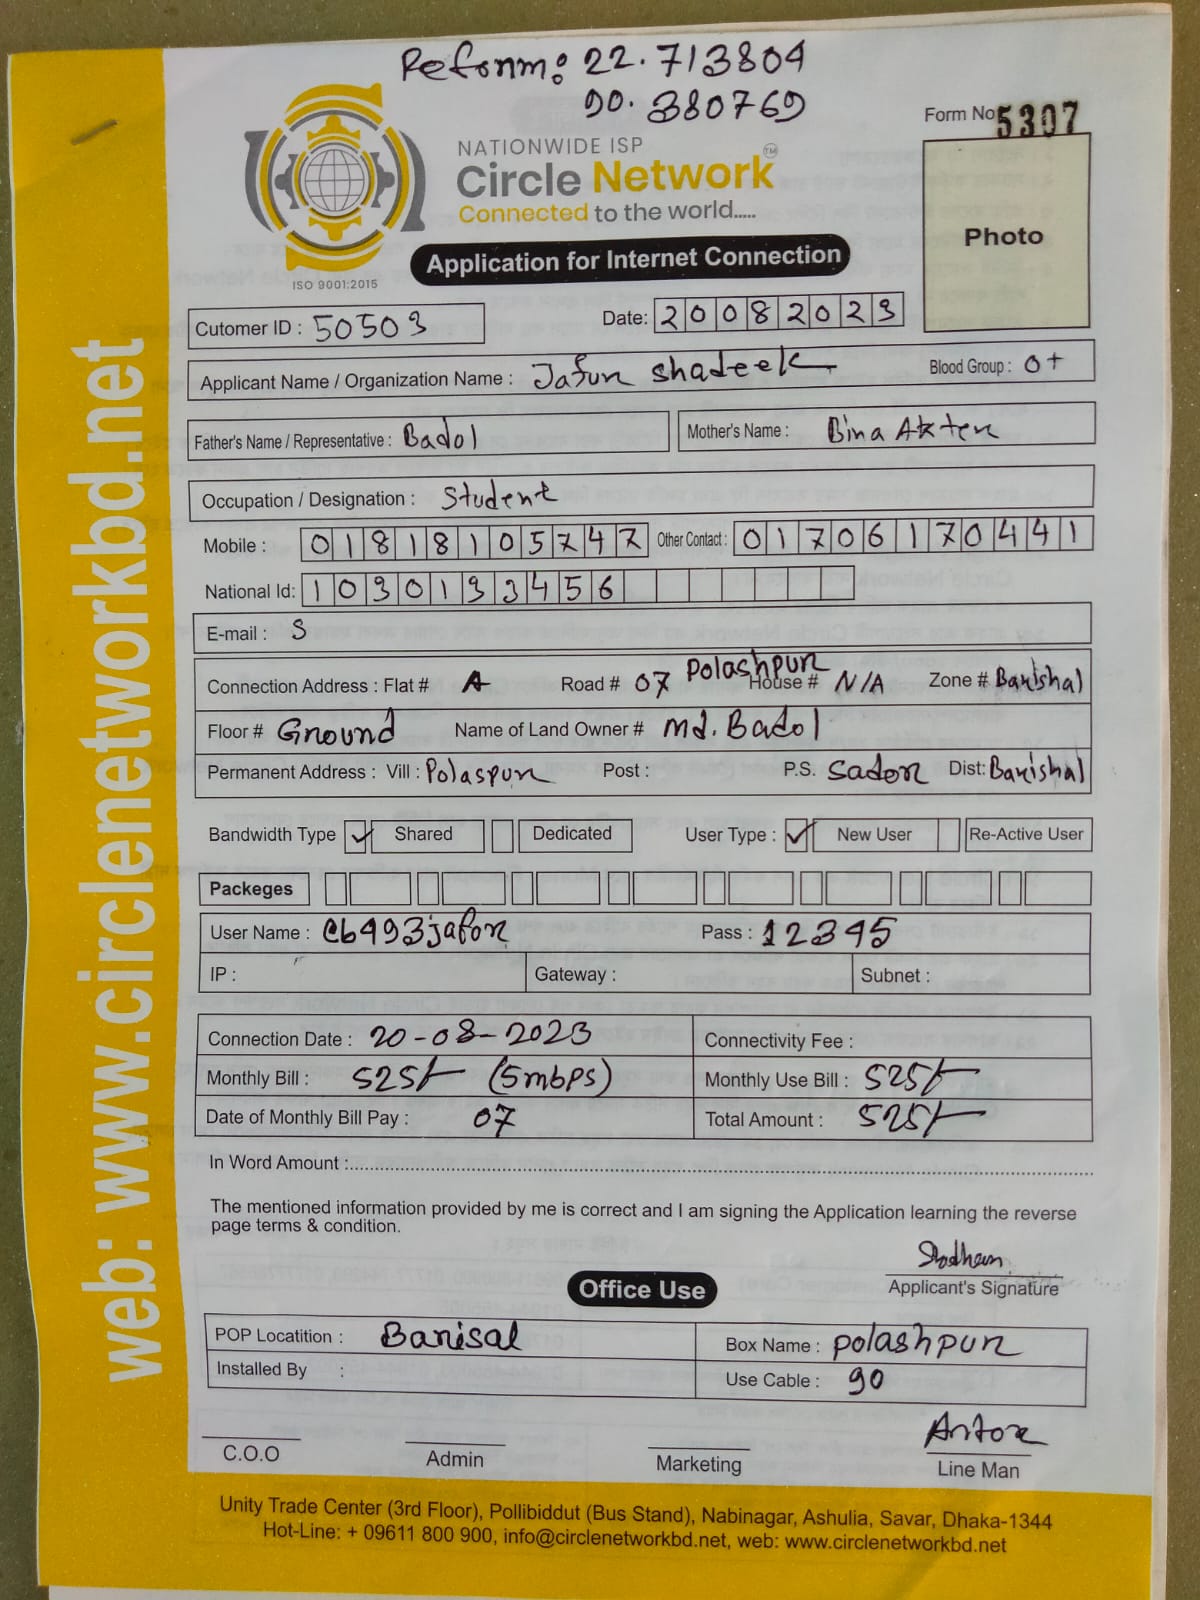 Reform: 22.713804
90.380769
Form No 5307
NATIONWIDE ISP
Circle Network TM
Connected to the world.....
ISO 9001:2015
Photo
Application for Internet Connection
Cutomer ID : 50503
Date: 20082023
Applicant Name / Organization Name : Jafur shadeek
Blood Group : O+
Father's Name / Representative : Badol
Mother's Name : Bina Akter
Occupation / Designation : Student
Mobile : 01818105747 Other Contact : 01706170441
National Id: 1030133456
E-mail : S
Connection Address : Flat # A Road # 07 Polashpur House # N/A Zone # Barishal
Floor # Ground Name of Land Owner # Md. Badol
Permanent Address : Vill : Polaspur Post : P.S. Sador Dist: Barishal
Bandwidth Type ✓ Shared Dedicated User Type : ✓ New User Re-Active User
Packeges
User Name : cb493jafor Pass : 12345
IP : Gateway : Subnet :
Connection Date : 20-08-2023 Connectivity Fee :
Monthly Bill : 525/- (5mbps) Monthly Use Bill : 525/-
Date of Monthly Bill Pay : 07 Total Amount : 525/-
In Word Amount :
The mentioned information provided by me is correct and I am signing the Application learning the reverse
page terms & condition.
Applicant's Signature
Office Use
POP Locatition : Barisal Box Name : Polashpur
Installed By : Use Cable : 90
Antor
C.O.O Admin Marketing Line Man
Unity Trade Center (3rd Floor), Pollibiddut (Bus Stand), Nabinagar, Ashulia, Savar, Dhaka-1344
Hot-Line: + 09611 800 900, info@circlenetworkbd.net, web: www.circlenetworkbd.net
web: www.circlenetworkbd.net